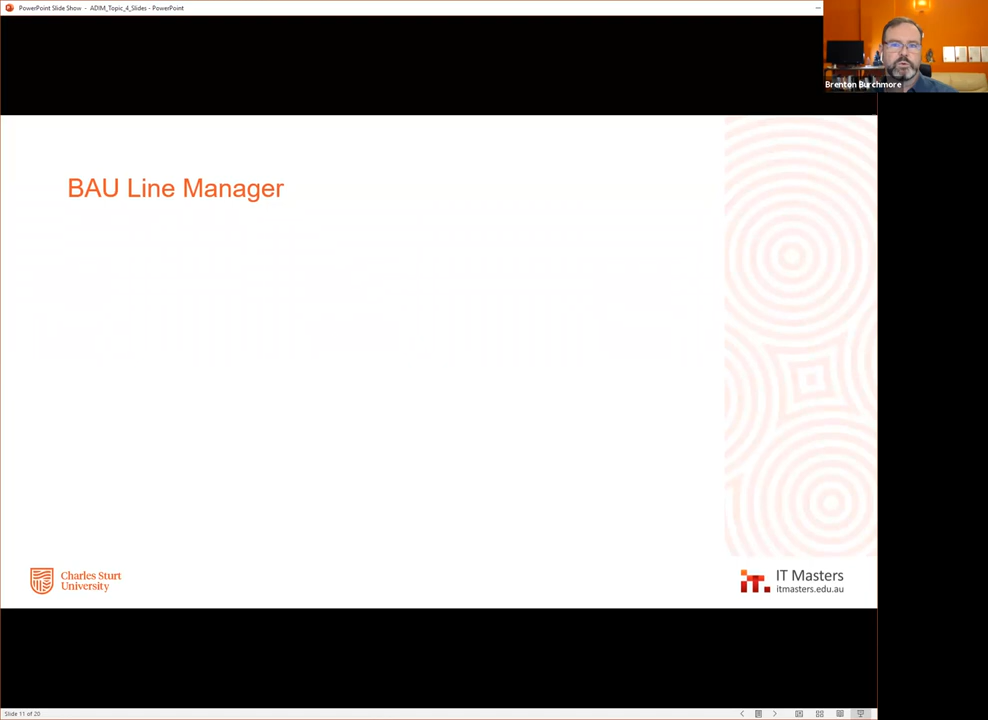 PowerPoint Slide Show - ADIM_Topic_4_Slides - PowerPoint
Brenton Burchmore
BAU Line Manager
Charles Sturt
University
IT Masters
itmasters.edu.au
Slide 11 of 20